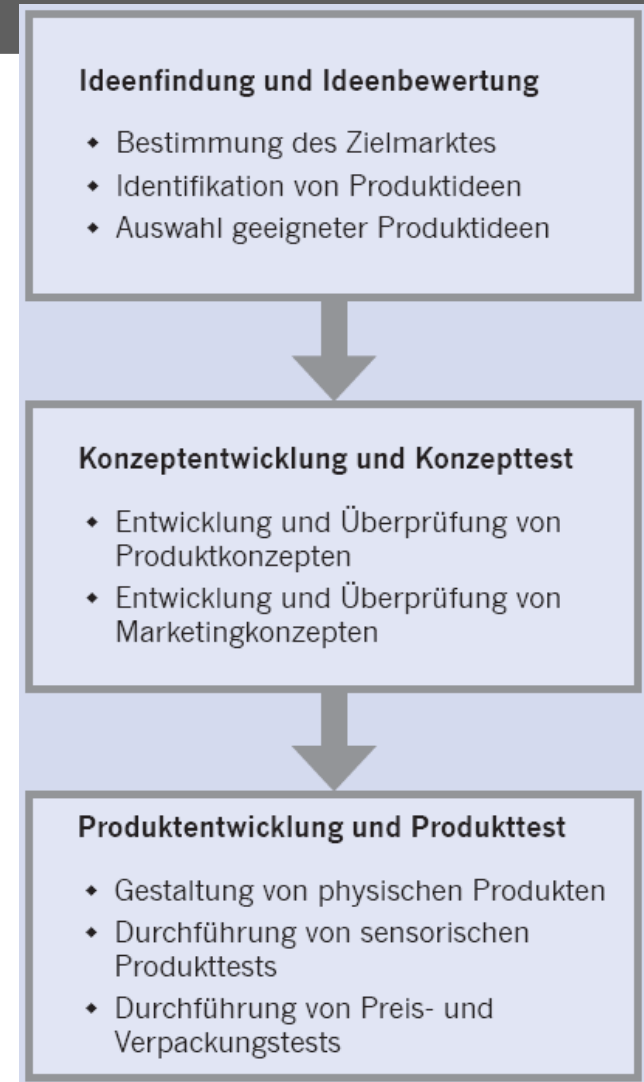 Ideenfindung und Ideenbewertung
◆ Bestimmung des Zielmarktes
◆ Identifikation von Produktideen
◆ Auswahl geeigneter Produktideen
Konzeptentwicklung und Konzepttest
◆ Entwicklung und Überprüfung von
Produktkonzepten
◆ Entwicklung und Überprüfung von
Marketingkonzepten
Produktentwicklung und Produkttest
◆ Gestaltung von physischen Produkten
◆ Durchführung von sensorischen
Produkttests
◆ Durchführung von Preis- und
Verpackungstests